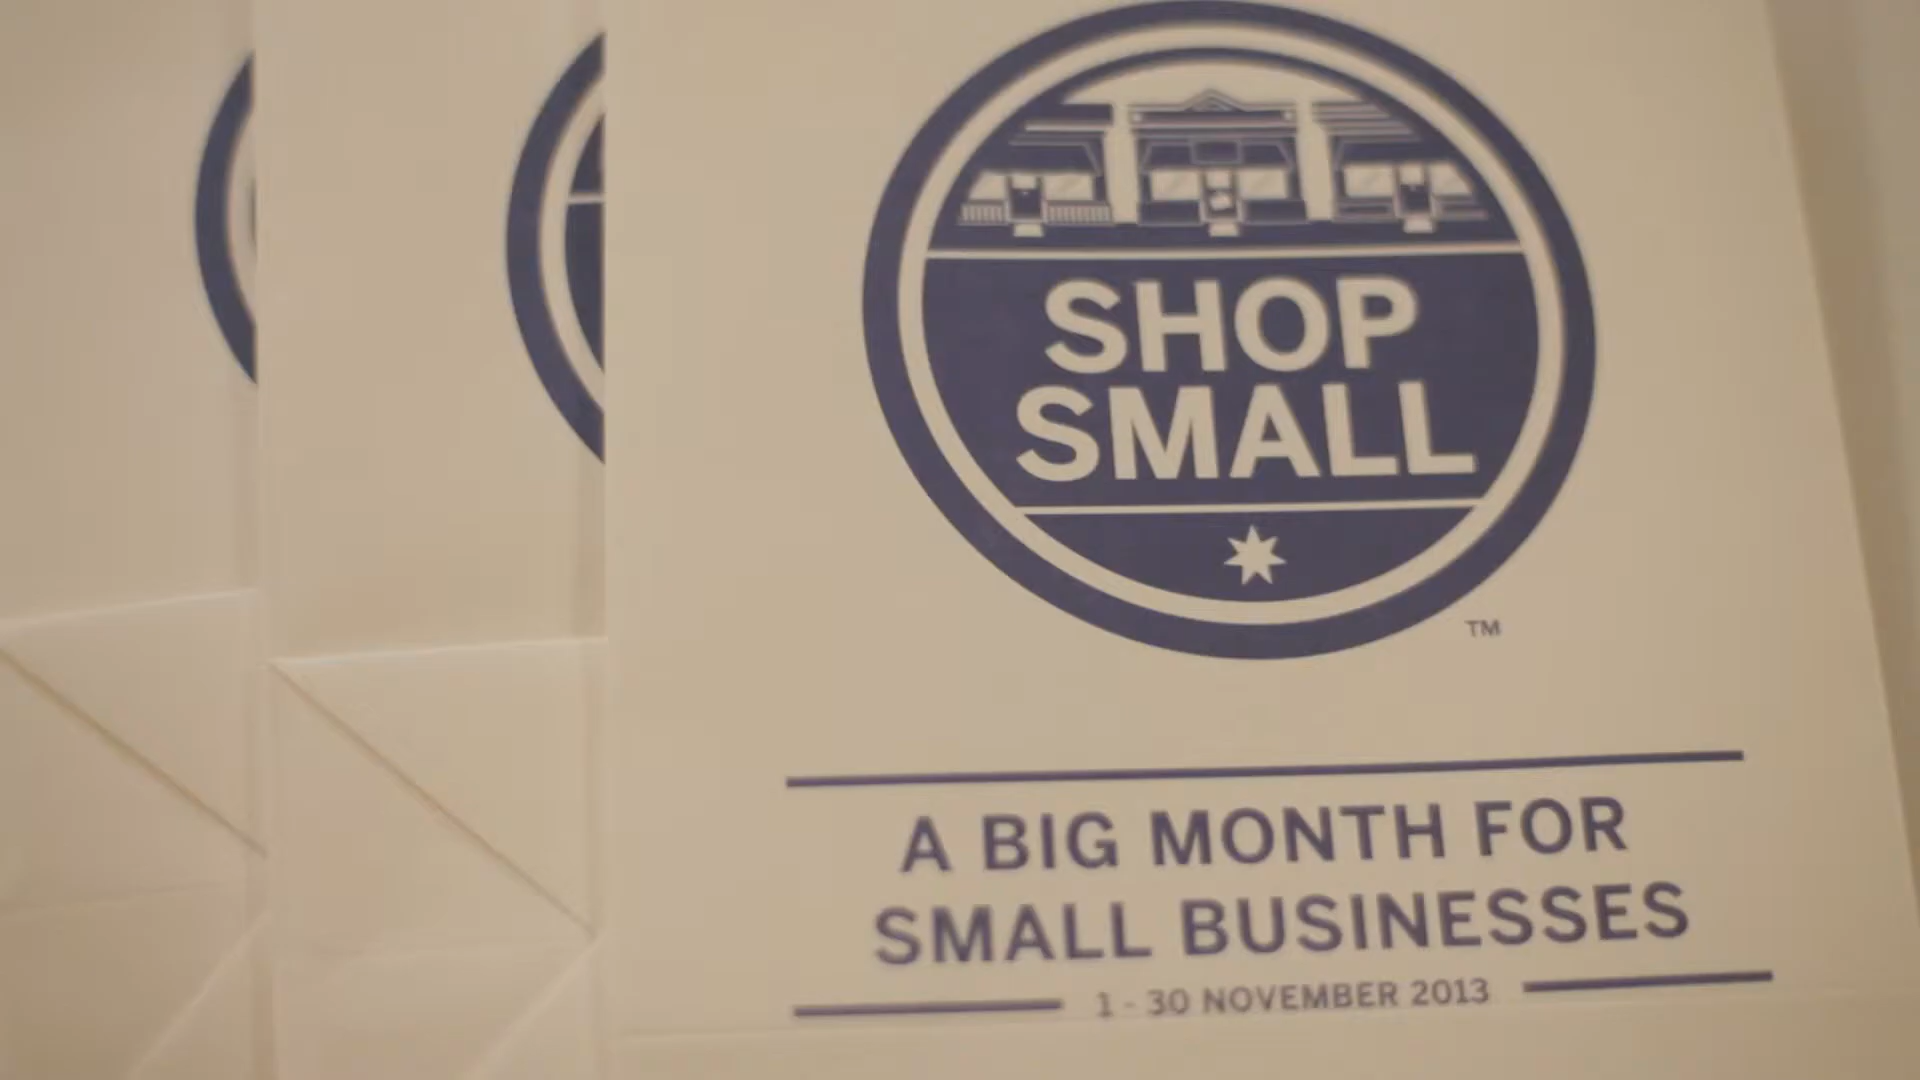 SHOP
SMALL
TM
A BIG MONTH FOR
SMALL BUSINESSES
1 - 30 NOVEMBER 2013